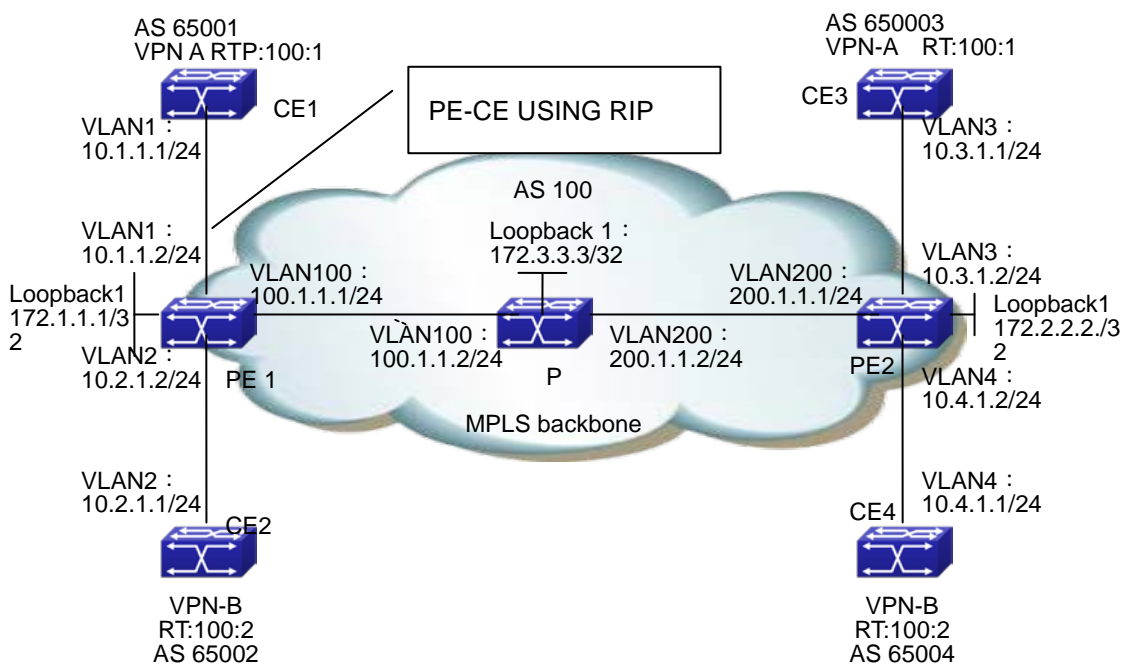 AS 65001
VPN A RTP:100:1
CE1
VLAN1：
10.1.1.1/24
PE-CE USING RIP
AS 650003
VPN-A RT:100:1
CE3
VLAN3：
10.3.1.1/24
AS 100
Loopback 1：
172.3.3.3/32
VLAN1：
10.1.1.2/24
VLAN100：
100.1.1.1/24
VLAN200：
200.1.1.1/24
VLAN3：
10.3.1.2/24
Loopback1
172.1.1.1/3
2
Loopback1
172.2.2.2./3
2
VLAN100：
100.1.1.2/24
VLAN200：
200.1.1.2/24
VLAN2：
10.2.1.2/24
PE 1
P
PE2
VLAN4：
10.4.1.2/24
MPLS backbone
VLAN2：
10.2.1.1/24
CE2
VLAN4：
10.4.1.1/24
CE4
VPN-B
RT:100:2
AS 65002
VPN-B
RT:100:2
AS 65004